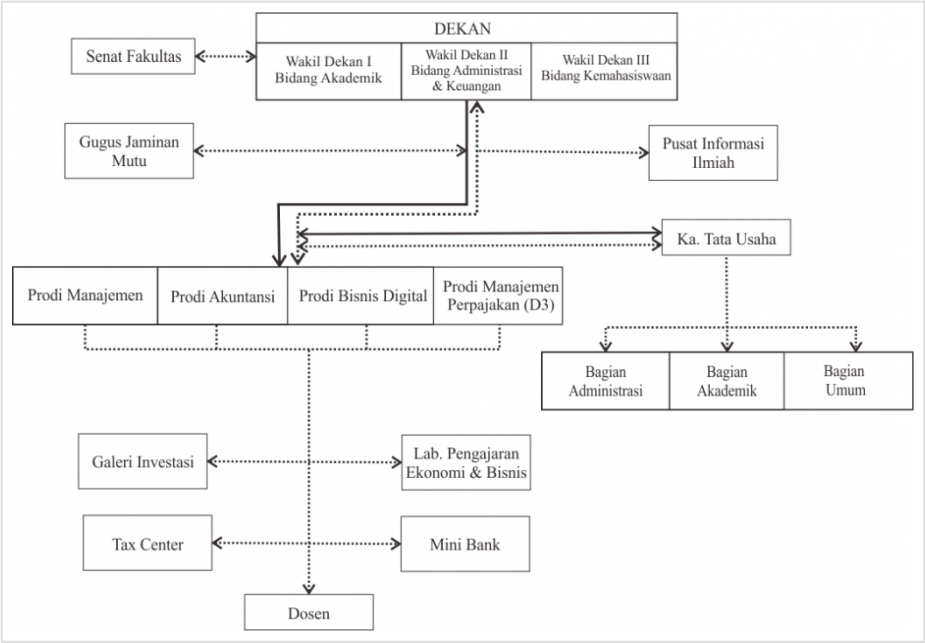 DEKAN
Senat Fakultas
Wakil Dekan I
Bidang Akademik
Wakil Dekan II
Bidang Administrasi
& Keuangan
Wakil Dekan III
Bidang Kemahasiswaan
Gugus Jaminan
Mutu
Pusat Informasi
Ilmiah
Ka. Tata Usaha
Prodi Manajemen
Prodi Akuntansi
Prodi Bisnis Digital
Prodi Manajemen
Perpajakan (D3)
Bagian
Administrasi
Bagian
Akademik
Bagian
Umum
Galeri Investasi
Lab. Pengajaran
Ekonomi & Bisnis
Tax Center
Mini Bank
Dosen